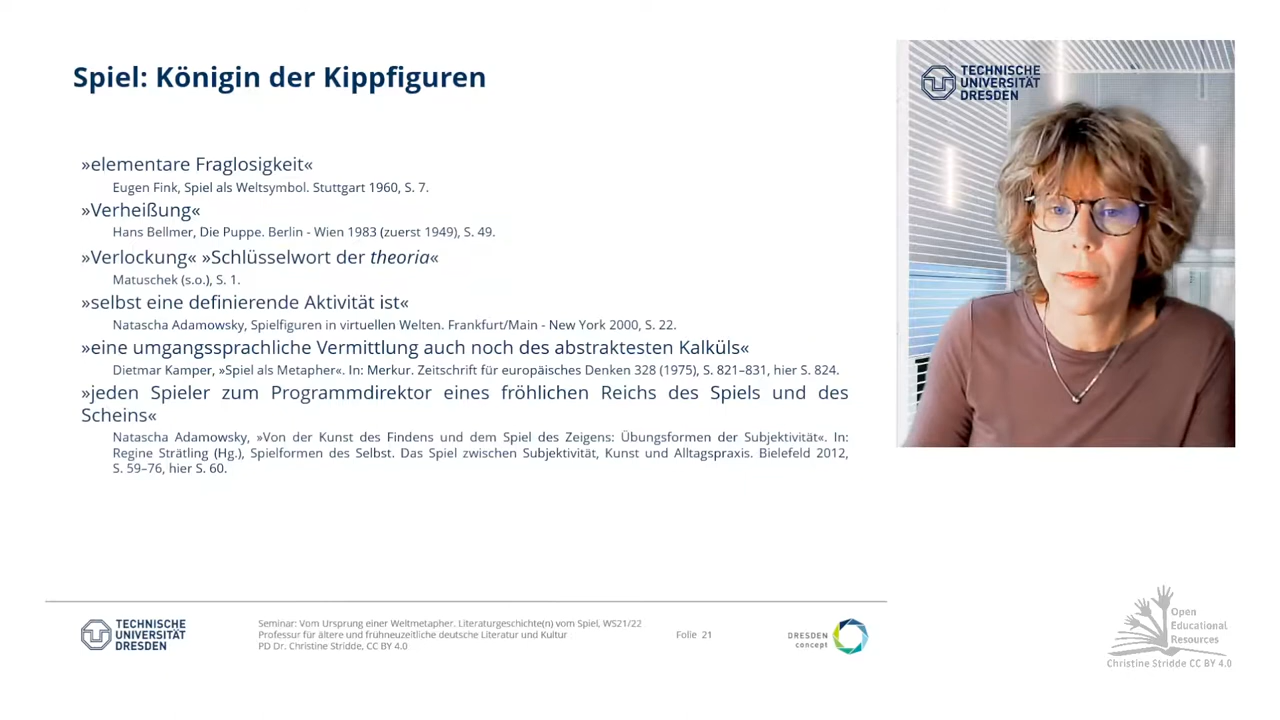 Spiel: Königin der Kippfiguren
»elementare Fraglosigkeit«
Eugen Fink, Spiel als Weltsymbol. Stuttgart 1960, S. 7.
»Verheißung«
Hans Bellmer, Die Puppe. Berlin - Wien 1983 (zuerst 1949), S. 49.
»Verlockung« »Schlüsselwort der theoria«
Matuschek (s.o.), S. 1.
»selbst eine definierende Aktivität ist«
Natascha Adamowsky, Spielfiguren in virtuellen Welten. Frankfurt/Main - New York 2000, S. 22.
»eine umgangssprachliche Vermittlung auch noch des abstraktesten Kalküls«
Dietmar Kamper, »Spiel als Metapher«. In: Merkur. Zeitschrift für europäisches Denken 328 (1975), S. 821–831, hier S. 824.
»jeden Spieler zum Programmdirektor eines fröhlichen Reichs des Spiels und des
Scheins«
Natascha Adamowsky, »Von der Kunst des Findens und dem Spiel des Zeigens: Übungsformen der Subjektivität«. In:
Regine Strätling (Hg.), Spielformen des Selbst. Das Spiel zwischen Subjektivität, Kunst und Alltagspraxis. Bielefeld 2012,
S. 59–76, hier S. 60.
TECHNISCHE
UNIVERSITÄT
DRESDEN
TECHNISCHE
UNIVERSITÄT
DRESDEN
Seminar: Vom Ursprung einer Weltmetapher. Literaturgeschichte(n) vom Spiel, WS21/22
Professur für ältere und frühneuzeitliche deutsche Literatur und Kultur
PD Dr. Christine Stridde, CC BY 4.0
Folie 21
DRESDEN
concept
Open
Educational
Resources
Christine Stridde CC BY 4.0